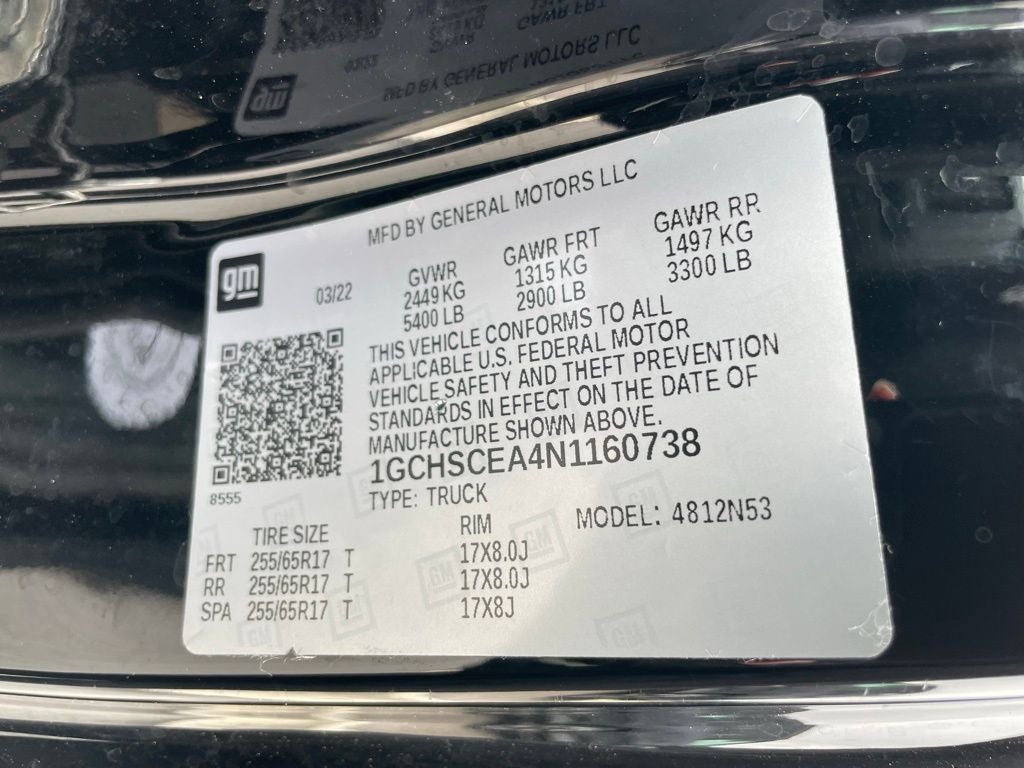 MFD BY GENERAL MOTORS LLC
gm
03/22
GVWR GAWR FRT GAWR RR
2449 KG 1315 KG 1497 KG
5400 LB 2900 LB 3300 LB
THIS VEHICLE CONFORMS TO ALL
APPLICABLE U.S. FEDERAL MOTOR
VEHICLE SAFETY AND THEFT PREVENTION
STANDARDS IN EFFECT ON THE DATE OF
MANUFACTURE SHOWN ABOVE.
1GCHSCEA4N1160738
8555
TYPE: TRUCK
MODEL: 4812N53
TIRE SIZE RIM
FRT 255/65R17 T 17X8.0J
RR 255/65R17 T 17X8.0J
SPA 255/65R17 T 17X8J